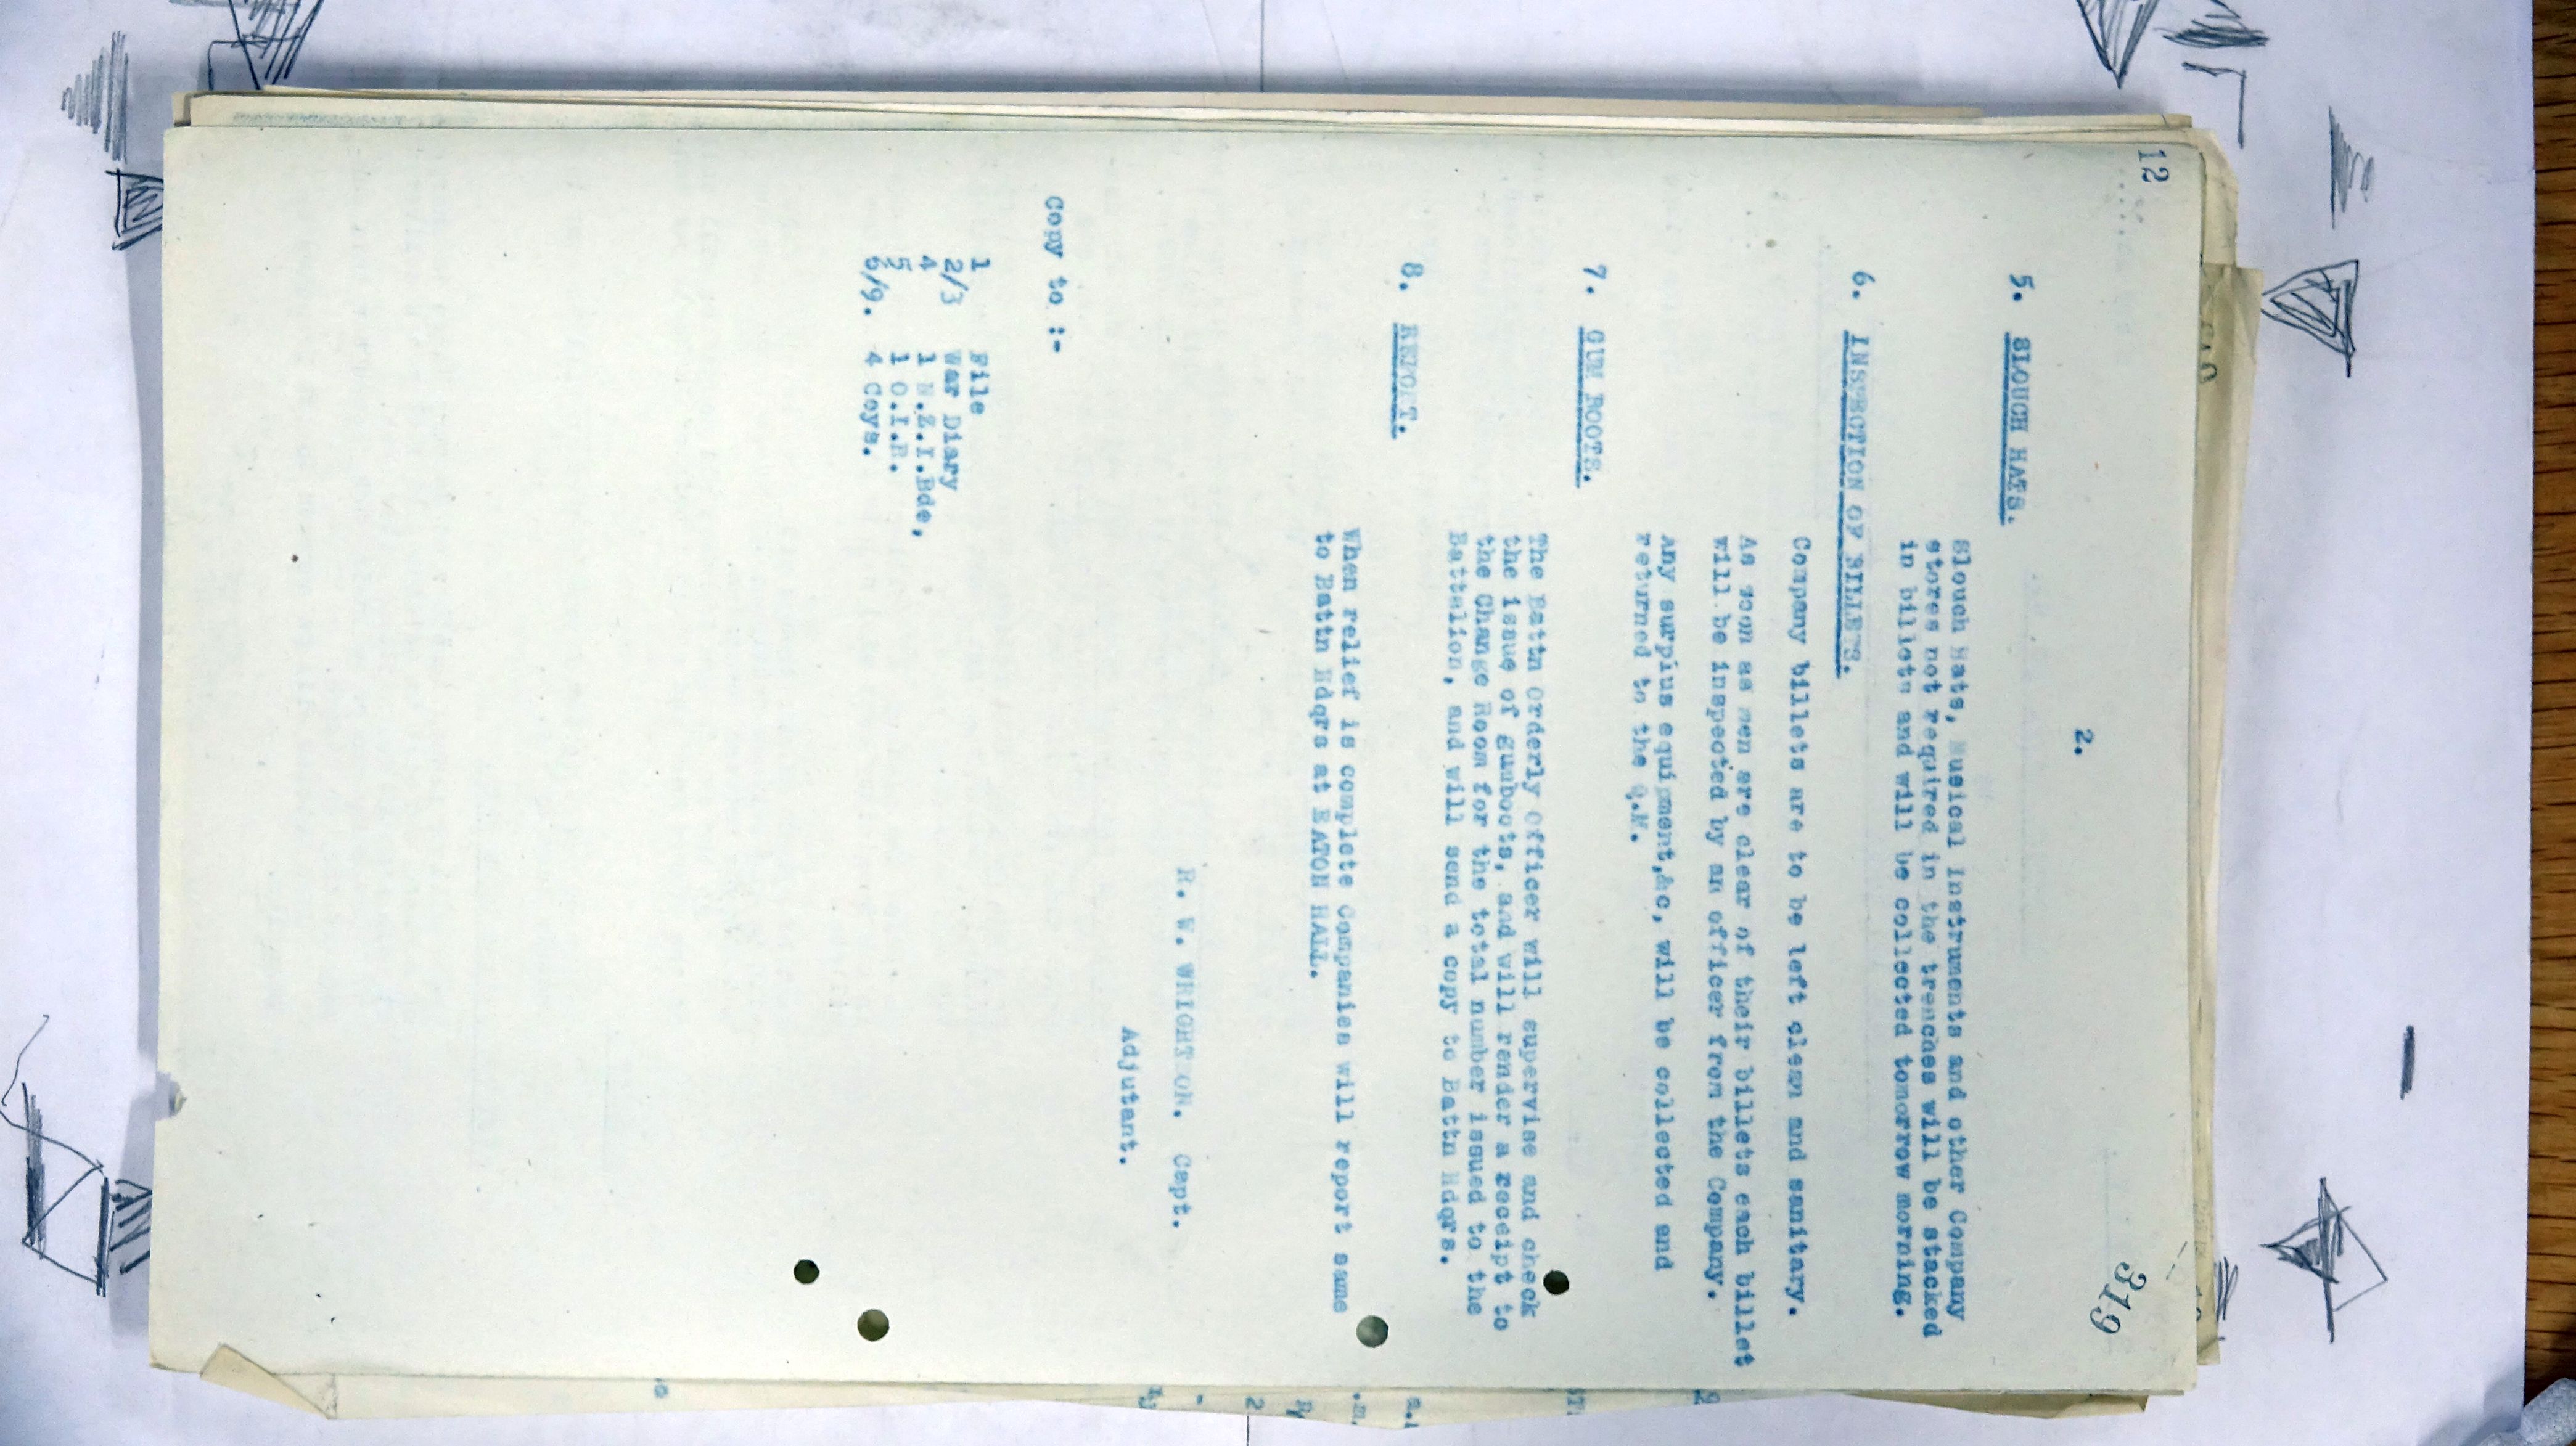 12
319
2.
5. SLOUCH HATS.
Slouch Hats, Musical Instruments and other Company
stores not required in the trenches will be stacked
in billets and will be collected tomorrow morning.
6. INSPECTION OF BILLETS.
Company billets are to be left clean and sanitary.
As soon as men are clear of their billets each billet
will be inspected by an officer from the Company.
Any surplus equipment,&c, will be collected and
returned to the Q.M.
7. GUM BOOTS.
The Battn Orderly Officer will supervise and check
the issue of gumboots, and will render a receipt to
the Change Room for the total number issued to the
Battalion, and will send a copy to Battn Hdqrs.
8. REPORT.
When relief is complete Companies will report same
to Battn Hdqrs at EATON HALL.
R. W. WRIGHTON. Capt.
Adjutant.
Copy to :-
1 File
2/3 War Diary
4 1 N.Z.I.Bde,
5 1 O.I.R.
6/9. 4 Coys.